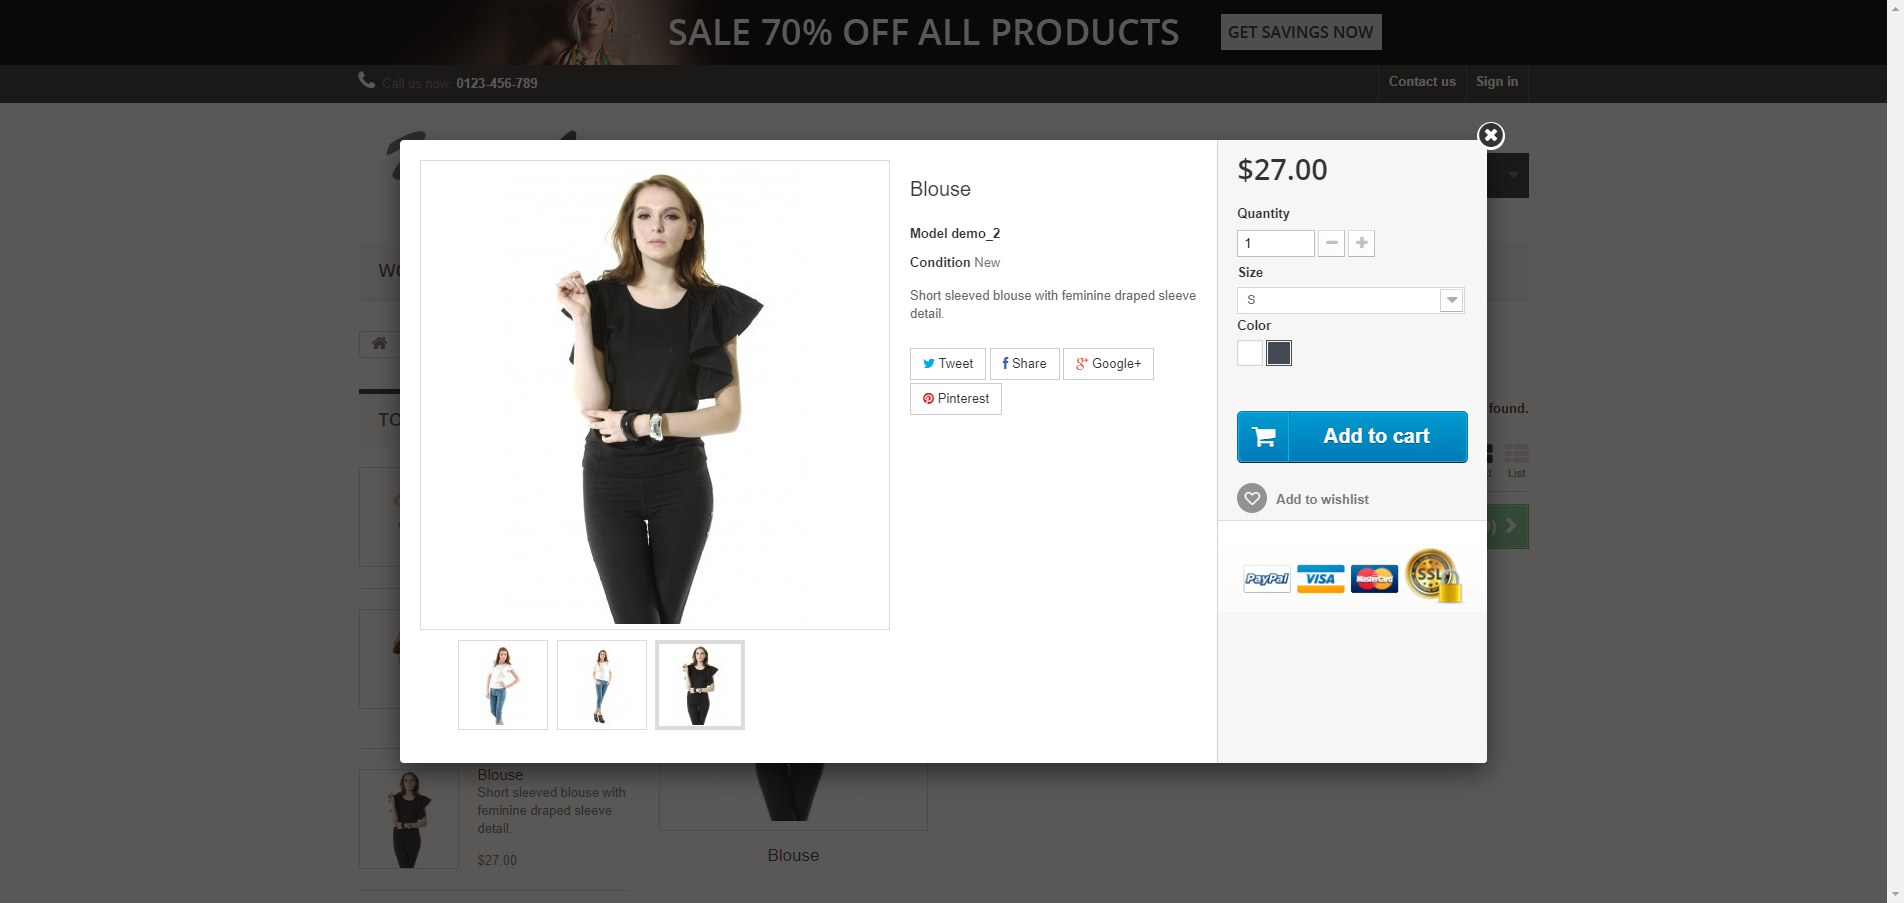 SALE 70% OFF ALL PRODUCTS
GET SAVINGS NOW
Call us now: 0123-456-789
Contact us
Sign in
$27.00
Blouse
Quantity
Model demo_2
1
Condition New
Size
Short sleeved blouse with feminine draped sleeve
detail.
S
Color
Tweet
Share
Google+
Pinterest
found.
Add to cart
List
Add to wishlist
PayPal
VISA
MasterCard
SSL
Blouse
Short sleeved blouse with
feminine draped sleeve
detail.
$27.00
Blouse